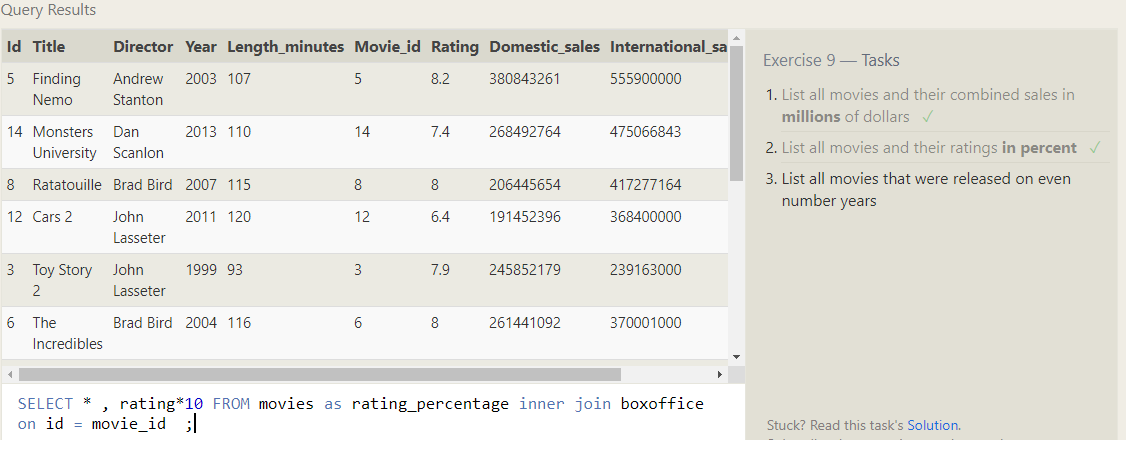 Query Results
Id Title Director Year Length_minutes Movie_id Rating Domestic_sales International_sa
5 Finding Andrew 2003 107 5 8.2 380843261 555900000
Nemo Stanton
14 Monsters Dan 2013 110 14 7.4 268492764 475066843
University Scanlon
8 Ratatouille Brad Bird 2007 115 8 8 206445654 417277164
12 Cars 2 John 2011 120 12 6.4 191452396 368400000
Lasseter
3 Toy Story John 1999 93 3 7.9 245852179 239163000
2 Lasseter
6 The Brad Bird 2004 116 6 8 261441092 370001000
Incredibles
SELECT * , rating*10 FROM movies as rating_percentage inner join boxoffice
on id = movie_id ;
Exercise 9 — Tasks
1. List all movies and their combined sales in
millions of dollars ✓
2. List all movies and their ratings in percent ✓
3. List all movies that were released on even
number years
Stuck? Read this task's Solution.